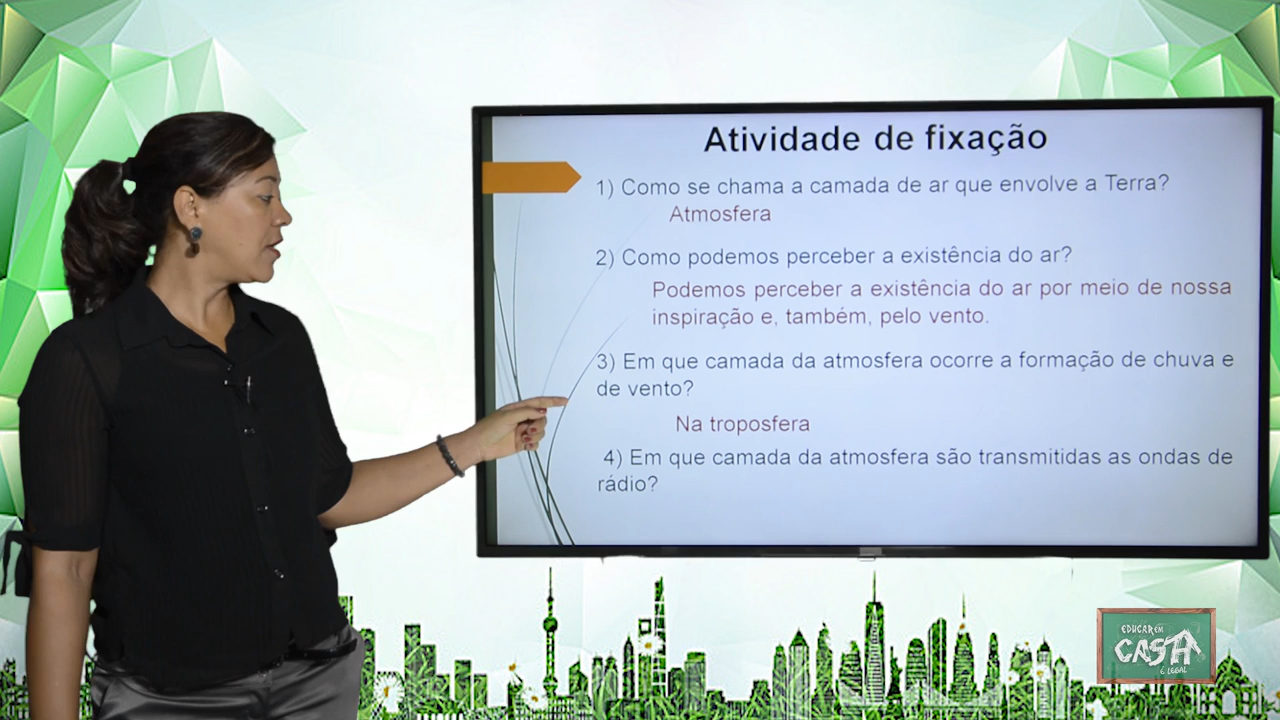 Atividade de fixação
1) Como se chama a camada de ar que envolve a Terra?
Atmosfera
2) Como podemos perceber a existência do ar?
Podemos perceber a existência do ar por meio de nossa
inspiração e, também, pelo vento.
3) Em que camada da atmosfera ocorre a formação de chuva e
de vento?
Na troposfera
4) Em que camada da atmosfera são transmitidas as ondas de
rádio?
EDUCAR EM
CASA
É LEGAL